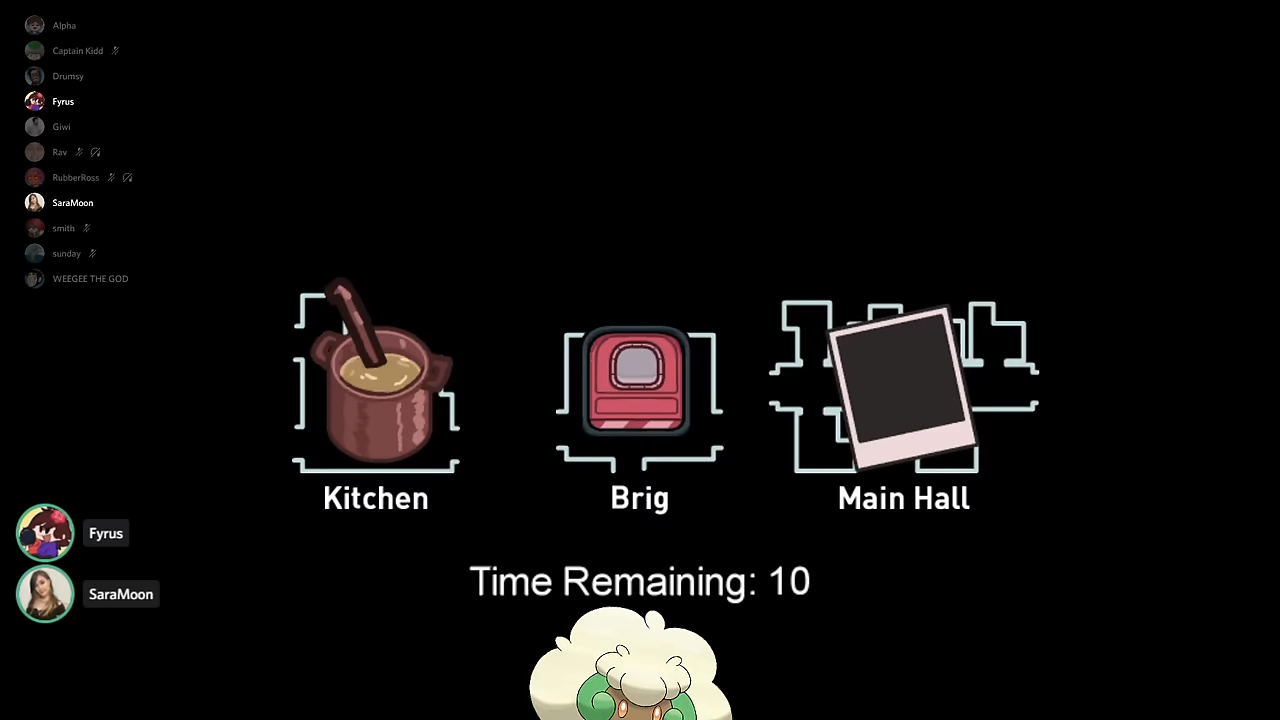 Alpha
Captain Kidd
Drumsy
Fyrus
Giwi
Rav
RubberRoss
SaraMoon
smith
sunday
WEEGEE THE GOD
Kitchen
Brig
Main Hall
Fyrus
SaraMoon
Time Remaining: 10